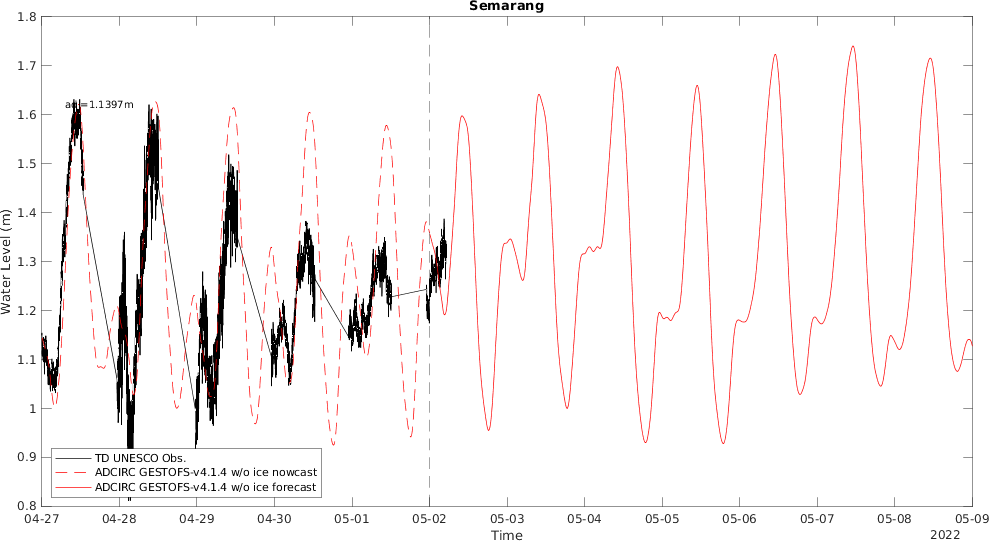 Semarang
1.8
1.7
1.6
1.5
1.4
1.3
1.2
1.1
1
0.9
0.8
Water Level (m)
=1.1397m
TD UNESCO Obs.
ADCIRC GESTOFS-v4.1.4 w/o ice nowcast
ADCIRC GESTOFS-v4.1.4 w/o ice forecast
04-27 04-28 04-29 04-30 05-01 05-02 05-03 05-04 05-05 05-06 05-07 05-08 05-09
Time
2022